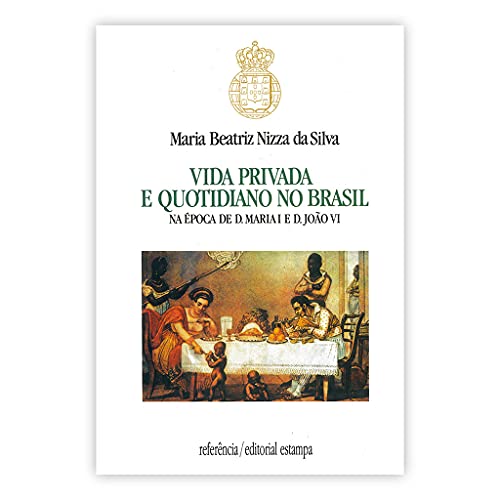 Maria Beatriz Nizza da Silva
VIDA PRIVADA
E QUOTIDIANO NO BRASIL
NA ÉPOCA DE D. MARIA I E D. JOÃO VI
referência/editorial estampa